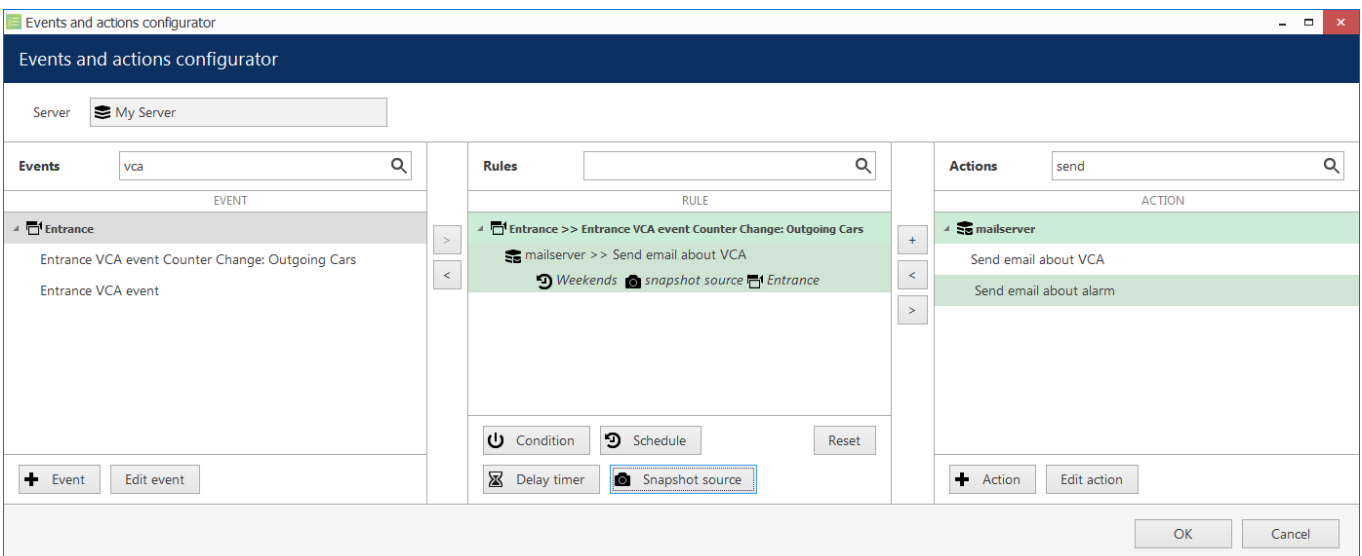 Events and actions configurator
Events and actions configurator
Server My Server
Events vca
EVENT
Entrance
Entrance VCA event Counter Change: Outgoing Cars
Entrance VCA event
+ Event Edit event
>
<
Rules
RULE
Entrance >> Entrance VCA event Counter Change: Outgoing Cars
mailserver >> Send email about VCA
Weekends snapshot source Entrance
Condition Schedule Reset
Delay timer Snapshot source
+
<
>
Actions send
ACTION
mailserver
Send email about VCA
Send email about alarm
+ Action Edit action
OK Cancel